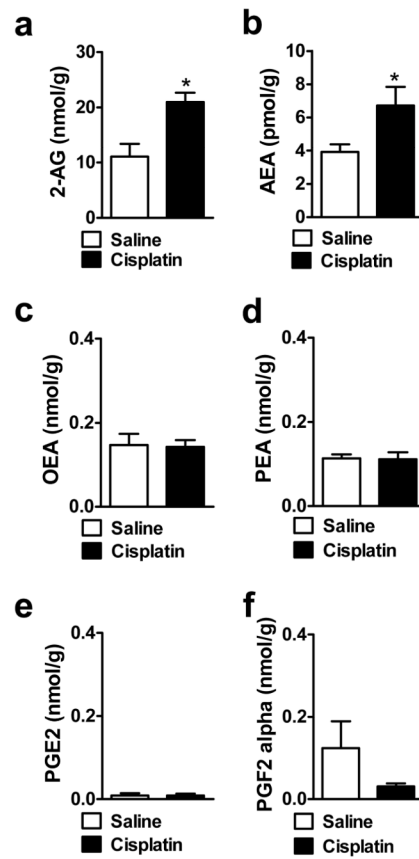 a
2-AG (nmol/g)
30
20
10
0
*
Saline
Cisplatin
b
AEA (pmol/g)
8
6
4
2
0
*
Saline
Cisplatin
c
OEA (nmol/g)
0.4
0.2
0.0
Saline
Cisplatin
d
PEA (nmol/g)
0.4
0.2
0.0
Saline
Cisplatin
e
PGE2 (nmol/g)
0.4
0.2
0.0
Saline
Cisplatin
f
PGF2 alpha (nmol/g)
0.4
0.2
0.0
Saline
Cisplatin